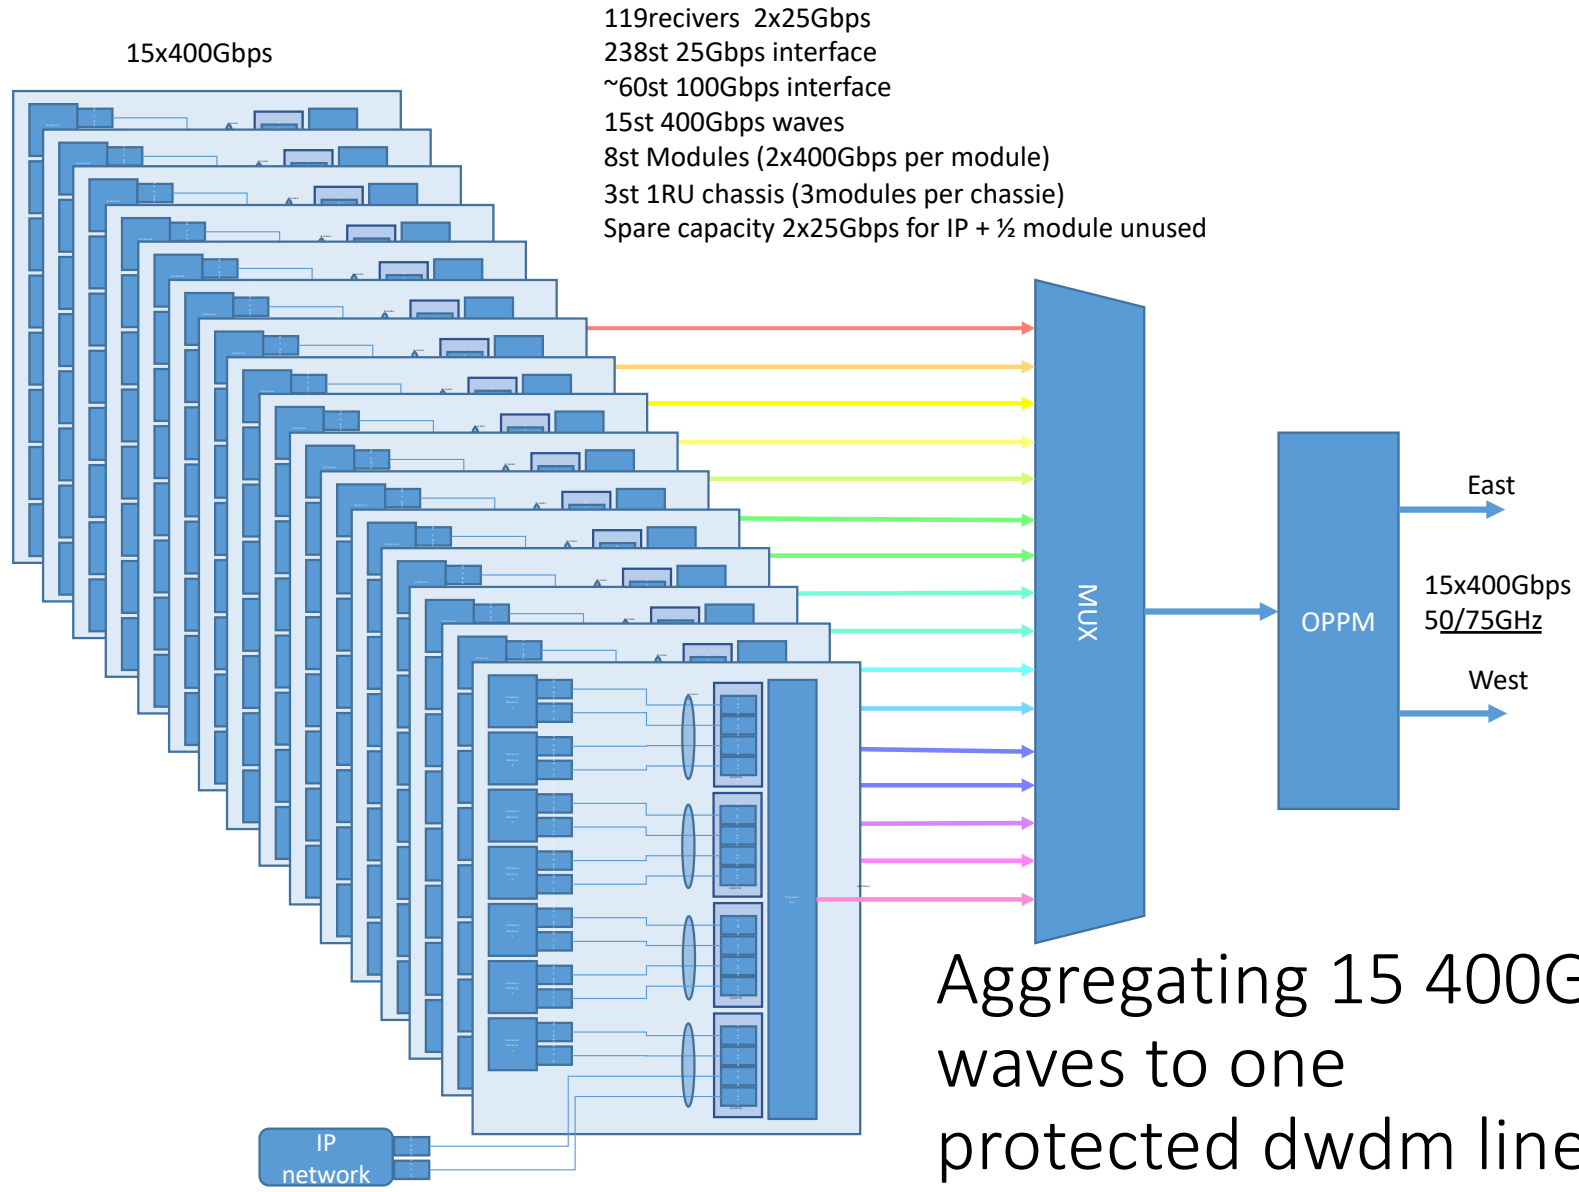 119recivers  2x25Gbps
15x400Gbps
238st 25Gbps interface
~60st 100Gbps interface
15st 400Gbps waves
8st Modules (2x400Gbps per module)
3st 1RU chassis (3modules per chassie)
Spare capacity 2x25Gbps for IP + ½ module unused
MUX
OPPM
East
15x400Gbps
50/75GHz
West
Aggregating 15 400G
waves to one
protected dwdm line
IP
network